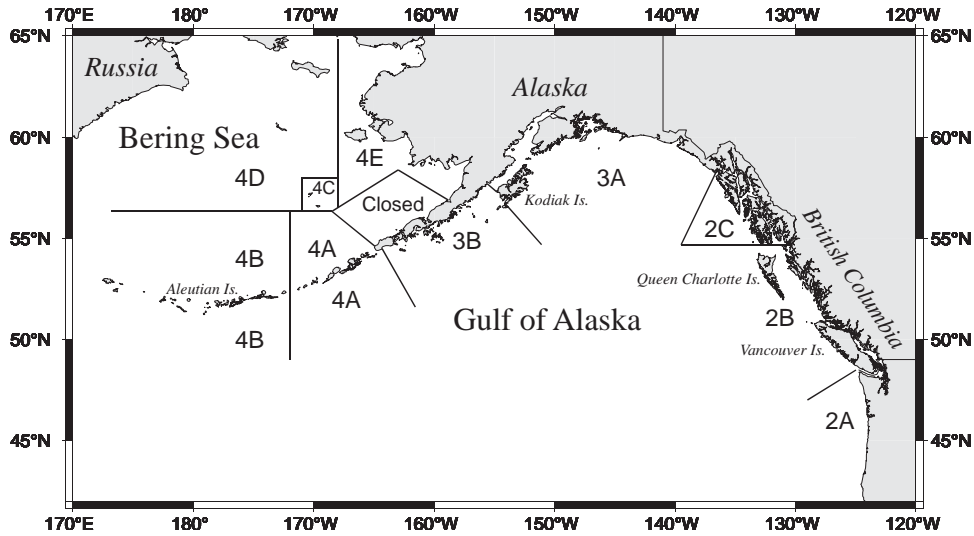 170°E 180° 170°W 160°W 150°W 140°W 130°W 120°W
65°N 65°N
Russia
Alaska
Bering Sea
60°N 60°N
4E
4D
4C
3A
Closed
Kodiak Is.
2C
3B
55°N 55°N
4A
4B
British Columbia
Queen Charlotte Is.
Aleutian Is.
4A
Gulf of Alaska
2B
50°N 50°N
4B
Vancouver Is.
2A
45°N 45°N
170°E 180° 170°W 160°W 150°W 140°W 130°W 120°W